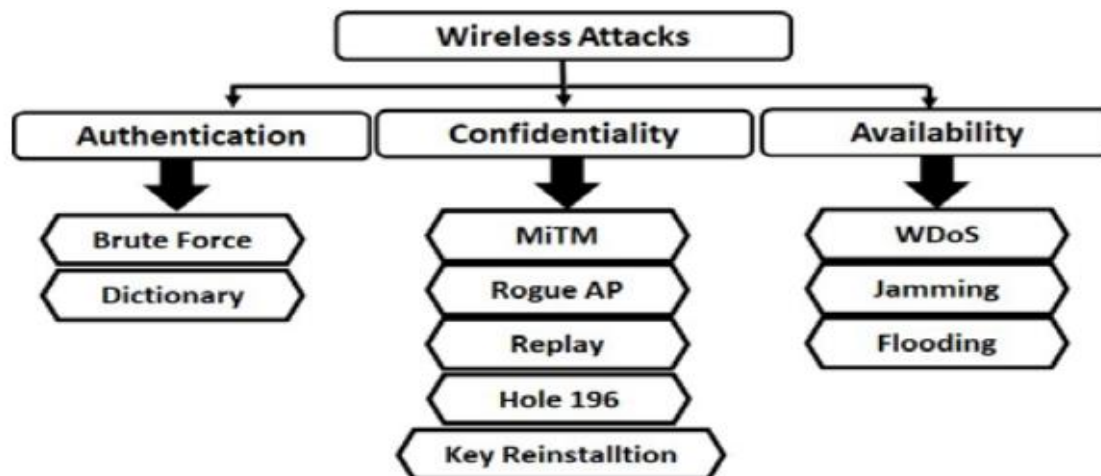 Wireless Attacks
Authentication
Confidentiality
Availability
Brute Force
Dictionary
MiTM
Rogue AP
Replay
Hole 196
Key Reinstalltion
WDoS
Jamming
Flooding